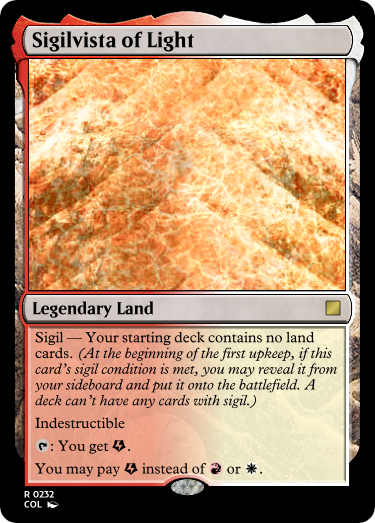 Sigilvista of Light
Legendary Land
Sigil — Your starting deck contains no land
cards. (At the beginning of the first upkeep, if this
card's sigil condition is met, you may reveal it from
your sideboard and put it onto the battlefield. A
deck can't have any cards with sigil.)
Indestructible
: You get .
You may pay  instead of  or .
R 0232
COL